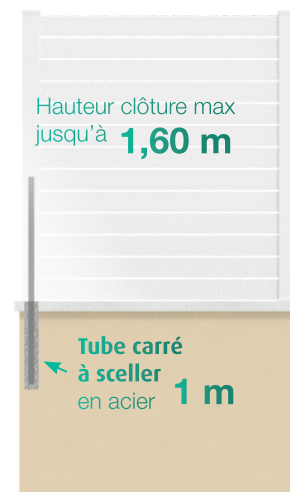 Hauteur clôture max
jusqu'à 1,60 m
Tube carré
à sceller
en acier 1 m